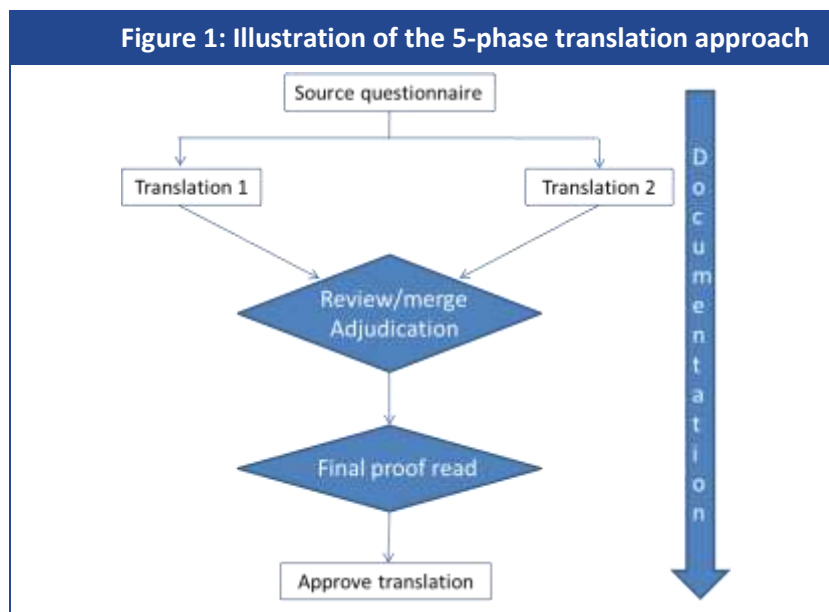 Figure 1: Illustration of the 5-phase translation approach
Source questionnaire
Translation 1
Translation 2
Review/merge
Adjudication
Final proof read
Approve translation
Documentation